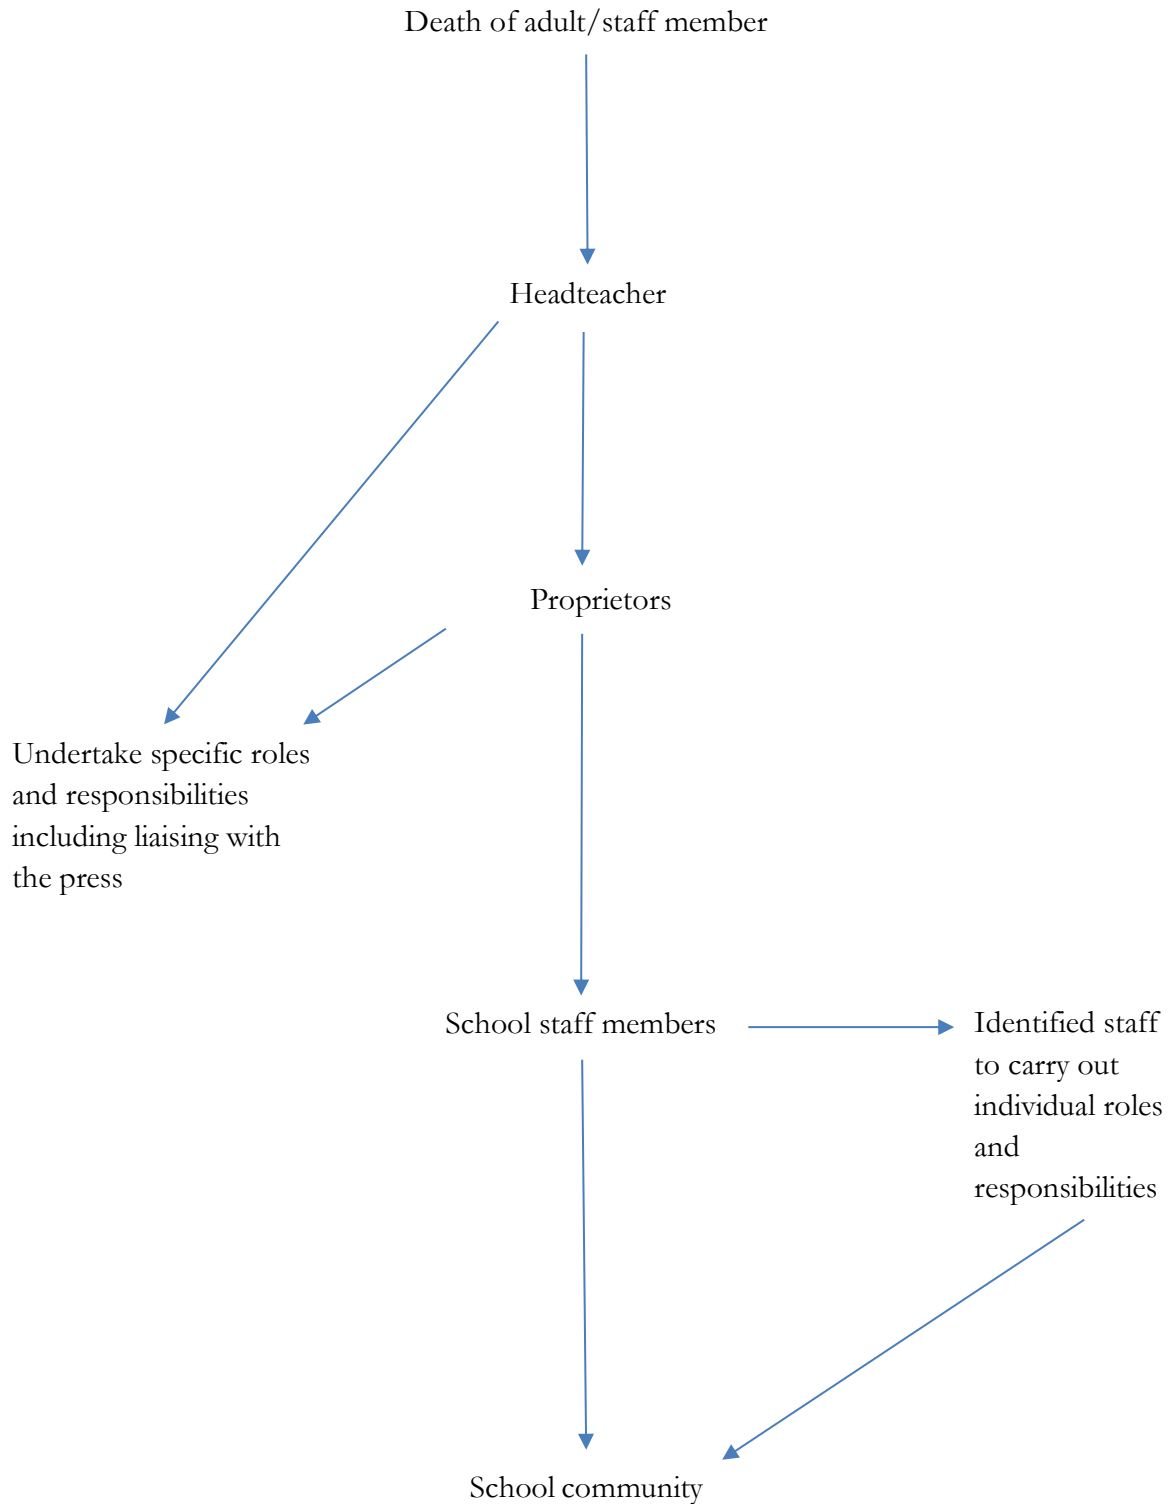 Death of adult/staff member
Headteacher
Proprietors
Undertake specific roles
and responsibilities
including liaising with
the press
School staff members
Identified staff
to carry out
individual roles
and
responsibilities
School community